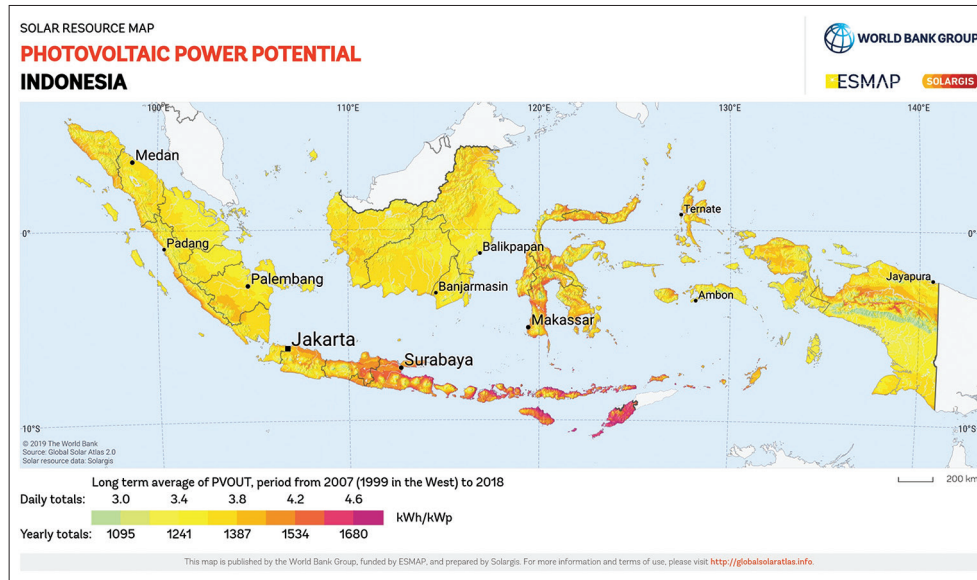 SOLAR RESOURCE MAP
PHOTOVOLTAIC POWER POTENTIAL
INDONESIA
WORLD BANK GROUP
ESMAP
SOLARGIS
100°E
110°E
120°E
130°E
140°E
Medan
Ternate
0°
0°
Padang
Balikpapan
Palembang
Jayapura
Banjarmasin
Ambon
Makassar
Jakarta
Surabaya
10°S
10°S
© 2019 The World Bank
Source: Global Solar Atlas 2.0
Solar resource data: Solargis
200 km
Long term average of PVOUT, period from 2007 (1999 in the West) to 2018
Daily totals: 3.0 3.4 3.8 4.2 4.6
kWh/kWp
Yearly totals: 1095 1241 1387 1534 1680
This map is published by the World Bank Group, funded by ESMAP, and prepared by Solargis. For more information and terms of use, please visit http://globalsolaratlas.info.